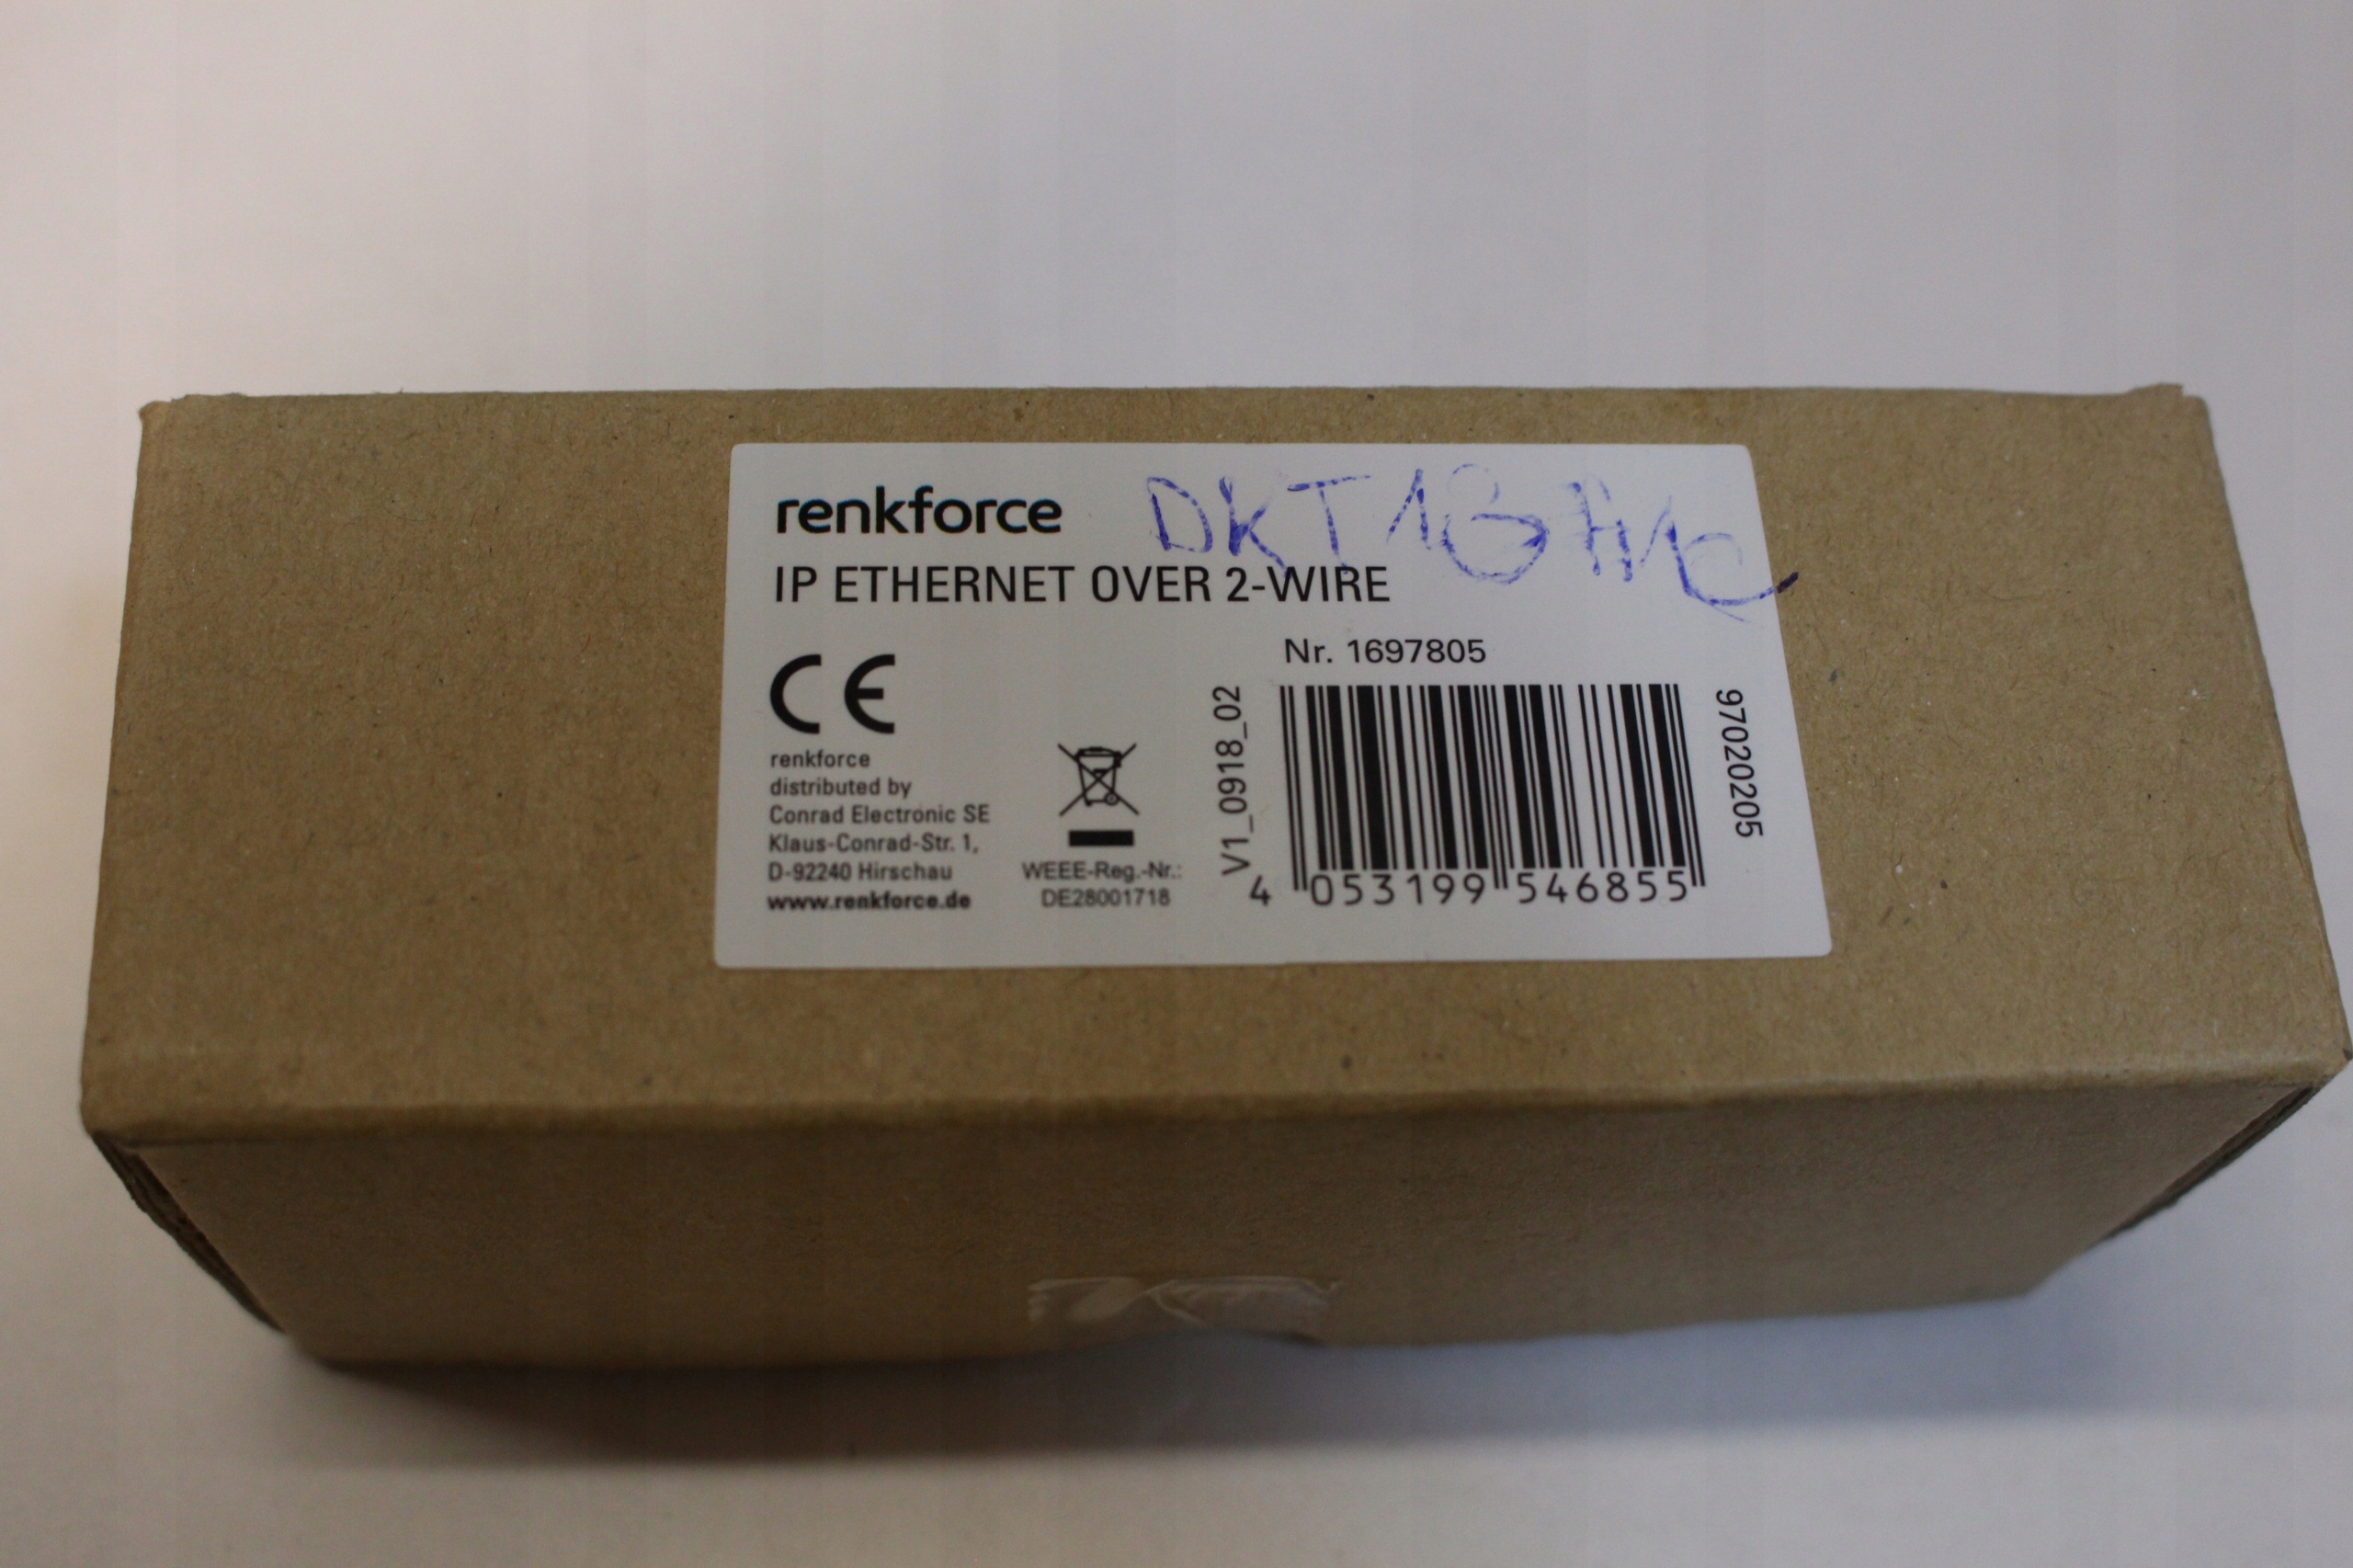 renkforce
DKT1
IP ETHERNET OVER 2-WIRE
Nr. 1697805
CE
renkforce
distributed by
Conrad Electronic SE
Klaus-Conrad-Str. 1,
D-92240 Hirschau
www.renkforce.de
WEEE-Reg.-Nr.:
DE28001718
V1_0918_02
4 053199 546855
97020205